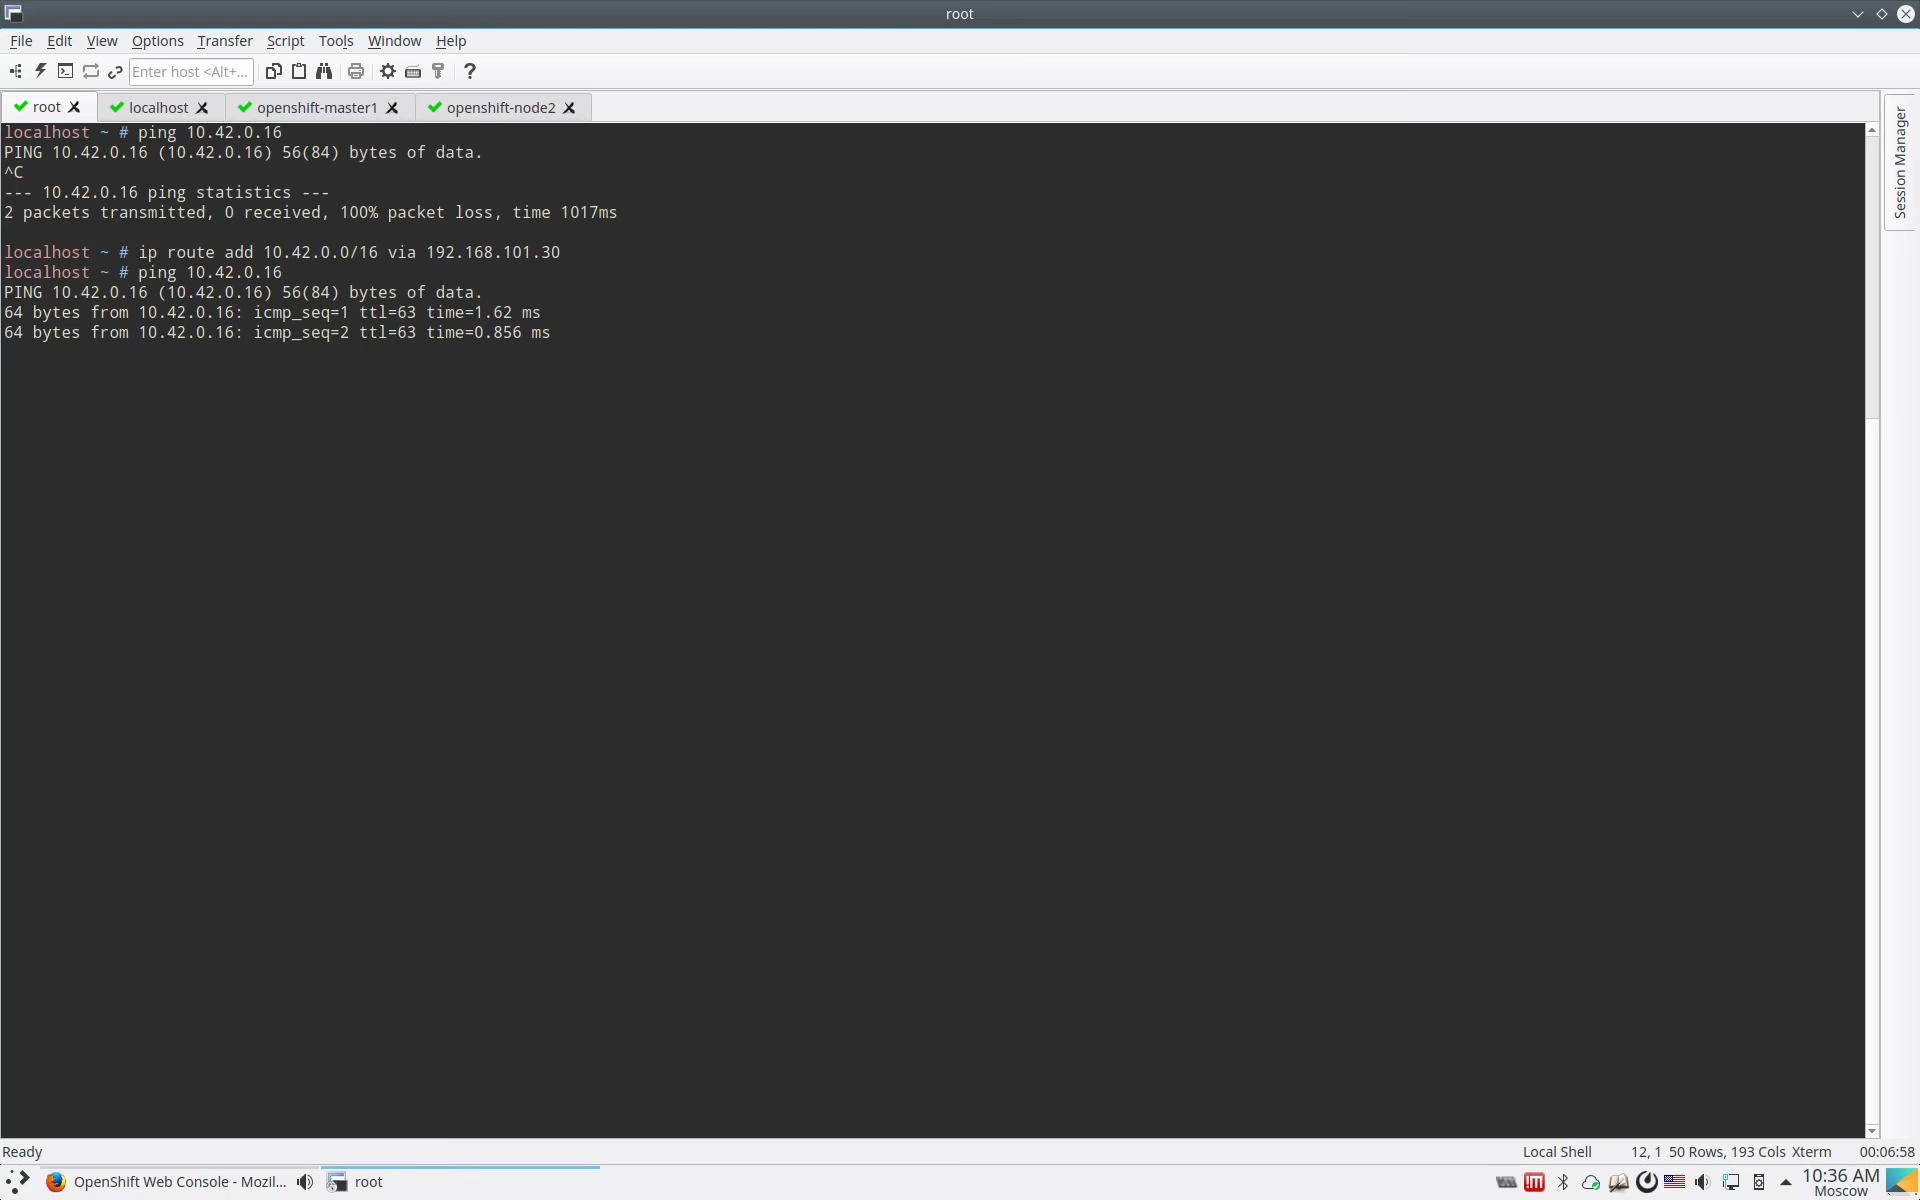 root
File Edit View Options Transfer Script Tools Window Help
Enter host <Alt+...
root localhost openshift-master1 openshift-node2
Session Manager
localhost ~ # ping 10.42.0.16
PING 10.42.0.16 (10.42.0.16) 56(84) bytes of data.
^C
--- 10.42.0.16 ping statistics ---
2 packets transmitted, 0 received, 100% packet loss, time 1017ms
localhost ~ # ip route add 10.42.0.0/16 via 192.168.101.30
localhost ~ # ping 10.42.0.16
PING 10.42.0.16 (10.42.0.16) 56(84) bytes of data.
64 bytes from 10.42.0.16: icmp_seq=1 ttl=63 time=1.62 ms
64 bytes from 10.42.0.16: icmp_seq=2 ttl=63 time=0.856 ms
Ready Local Shell 12, 1 50 Rows, 193 Cols Xterm 00:06:58
OpenShift Web Console - Mozil... root 10:36 AM
Moscow